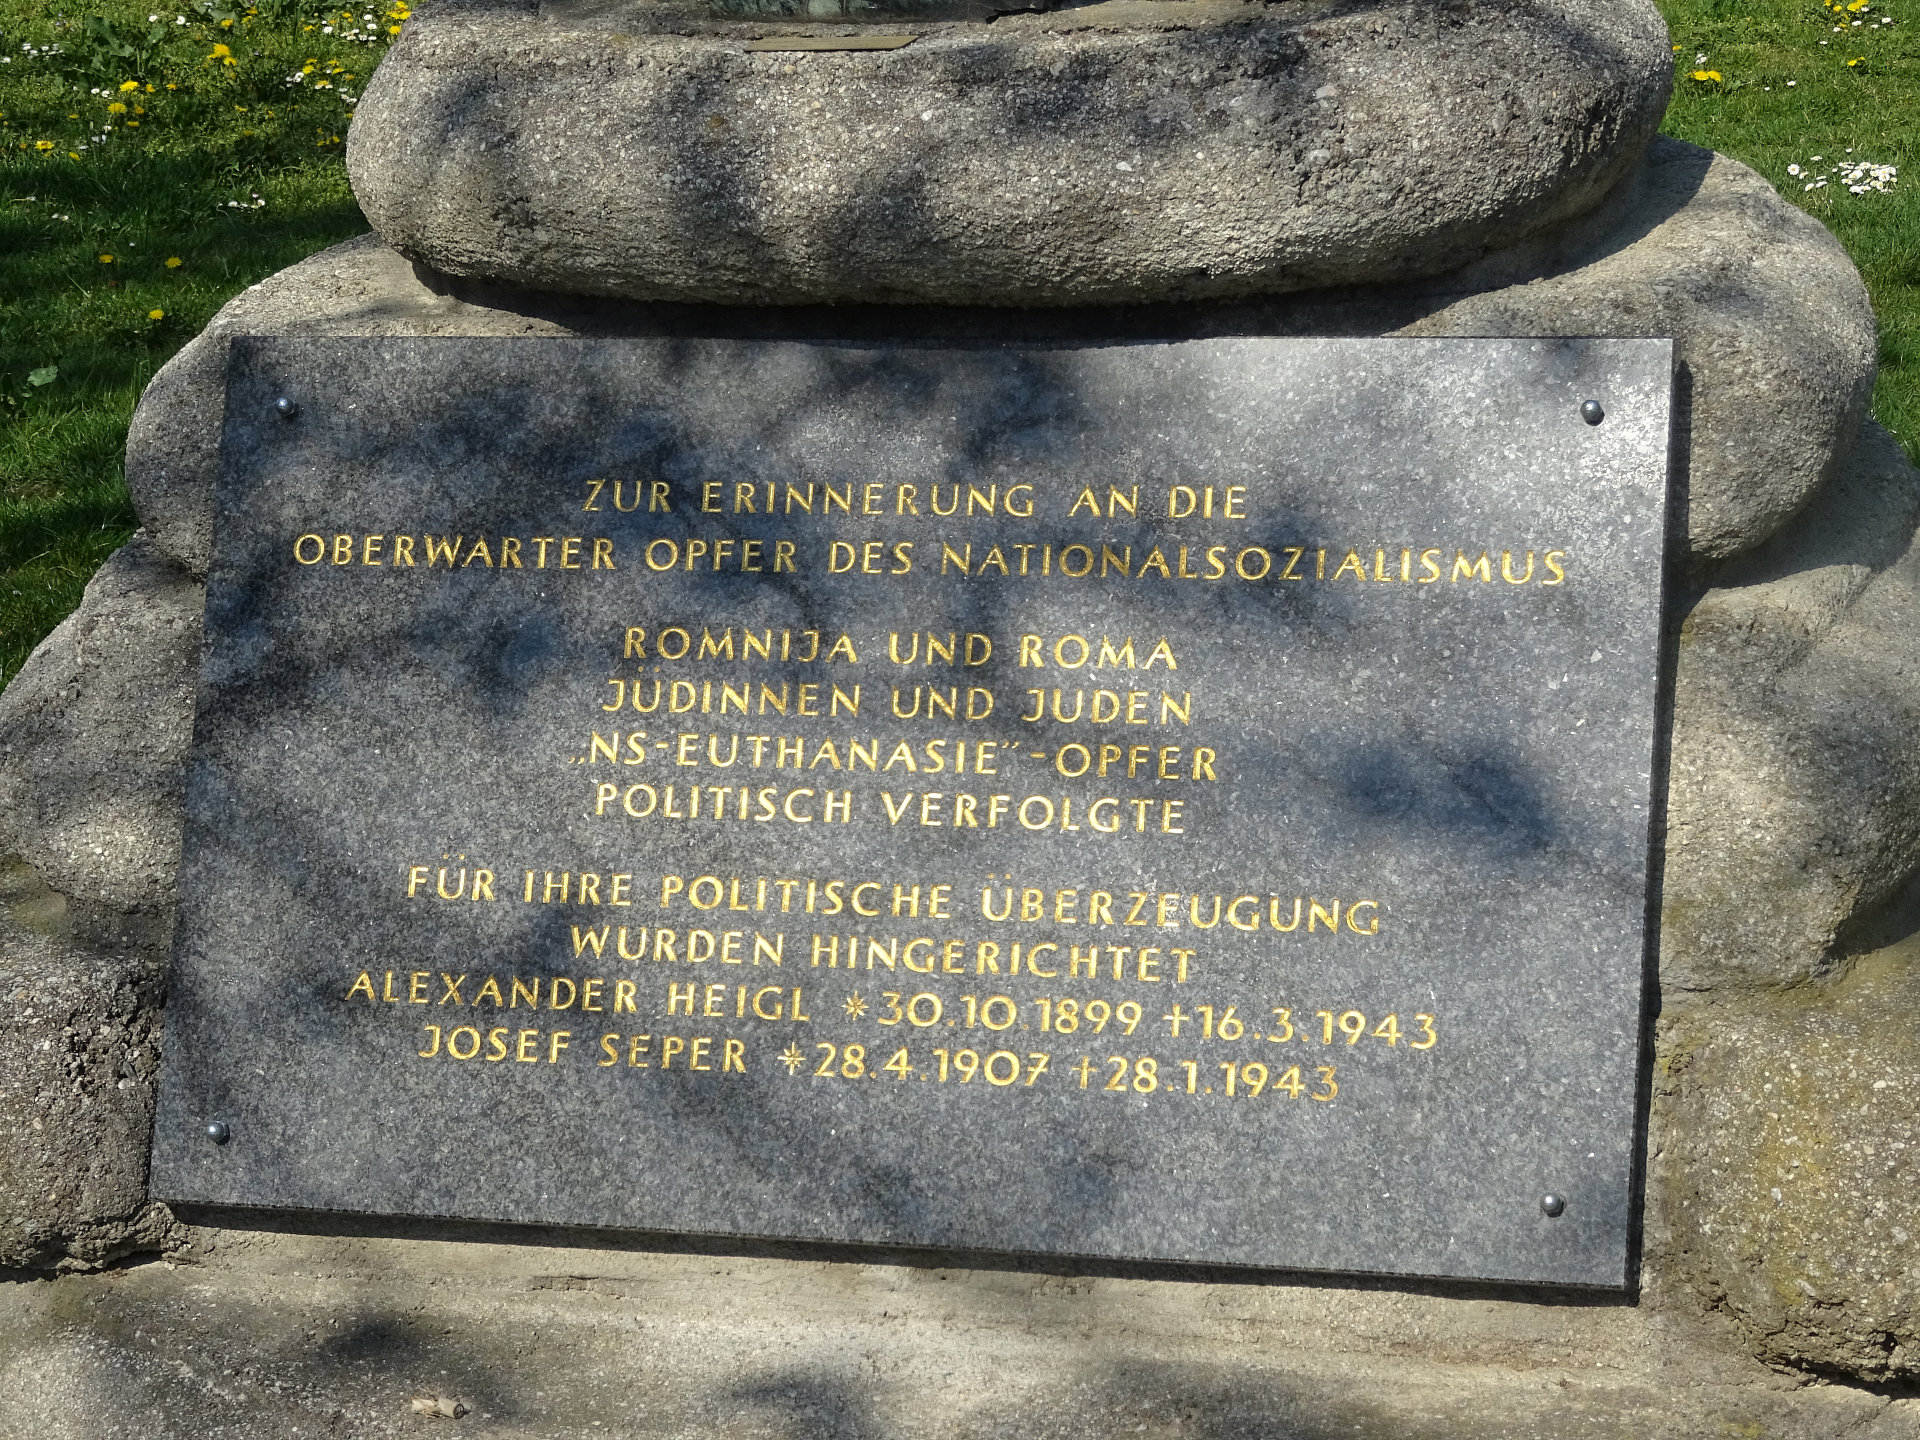 ZUR ERINNERUNG AN DIE
OBERWARTER OPFER DES NATIONALSOZIALISMUS
ROMNIJA UND ROMA
JÜDINNEN UND JUDEN
„NS-EUTHANASIE"-OPFER
POLITISCH VERFOLGTE
FÜR IHRE POLITISCHE ÜBERZEUGUNG
WURDEN HINGERICHTET
ALEXANDER HEIGL *30.10.1899 †16.3.1943
JOSEF SEPER *28.4.1907 †28.1.1943